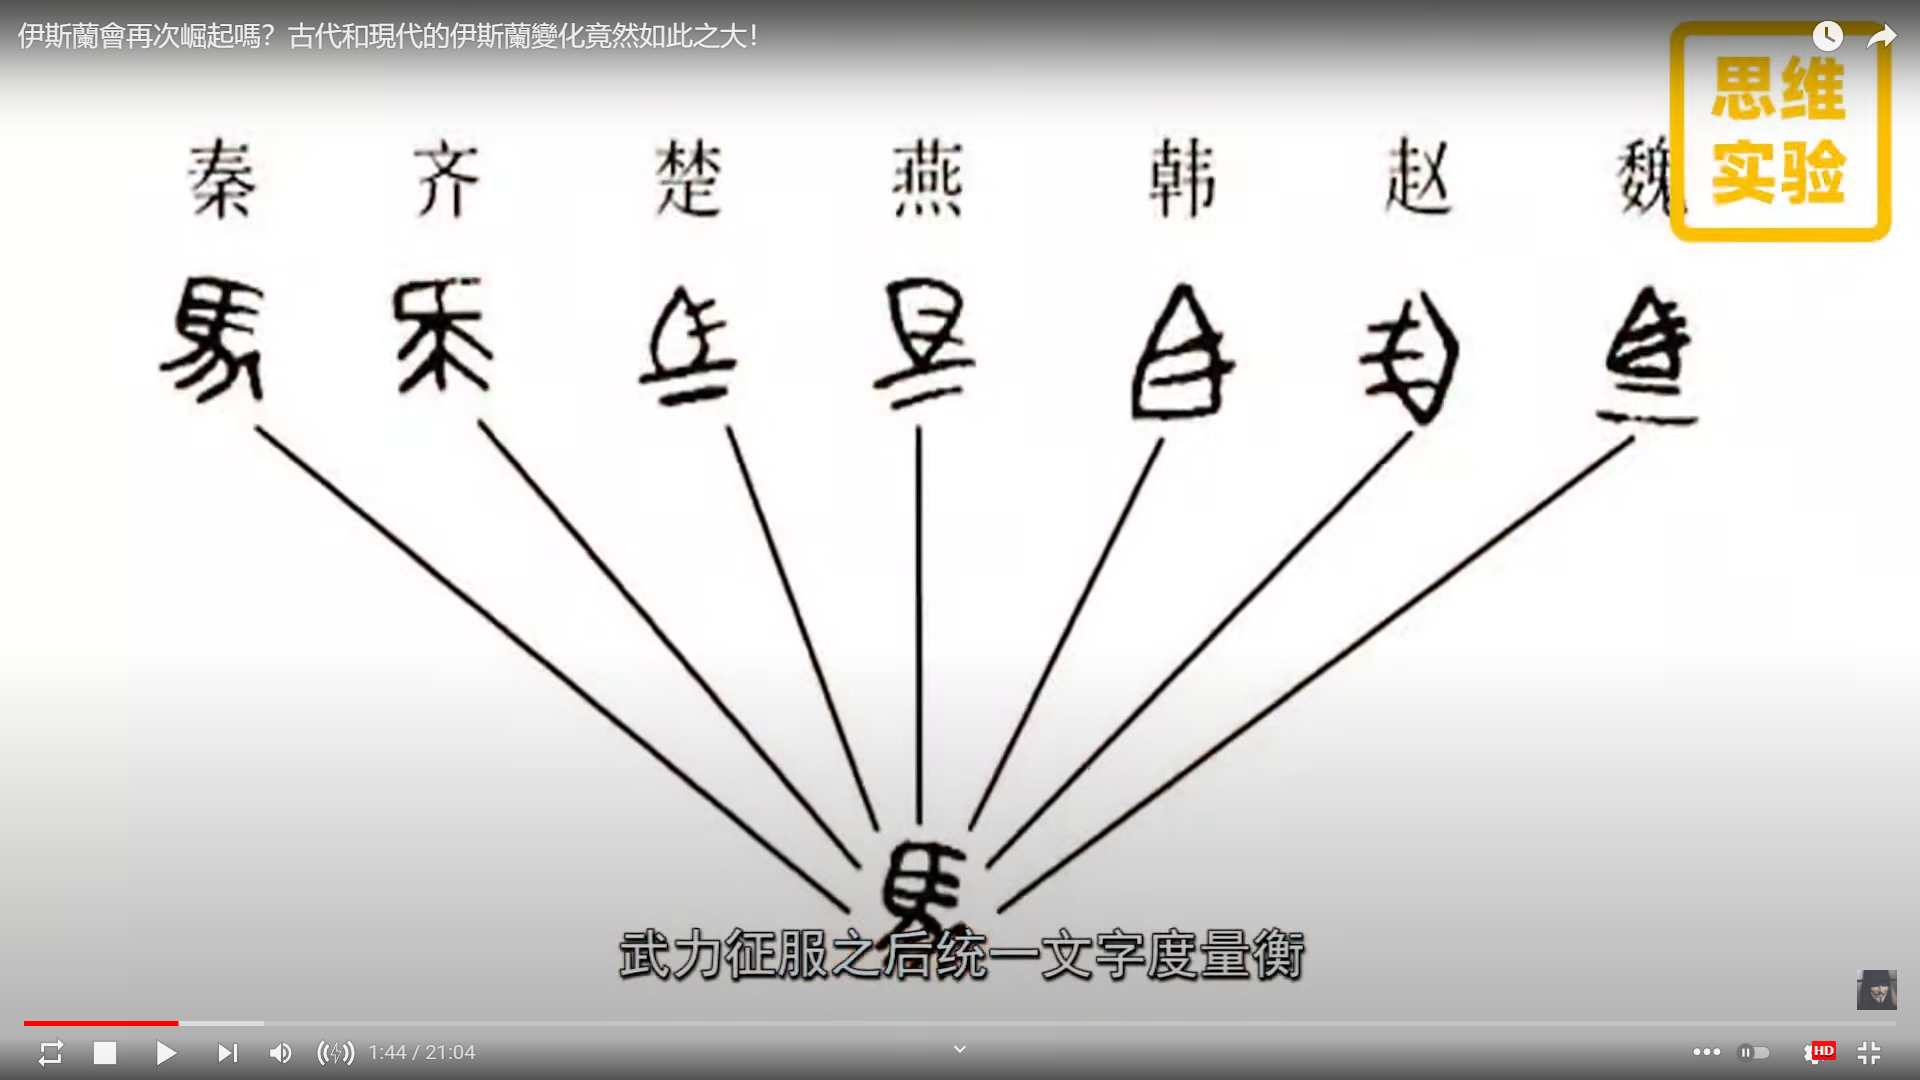 伊斯蘭會再次崛起嗎？古代和現代的伊斯蘭變化竟然如此之大！
思维
实验
秦 齐 楚 燕 韩 赵 魏
馬
馬
武力征服之后统一文字度量衡
1:44 / 21:04
HD